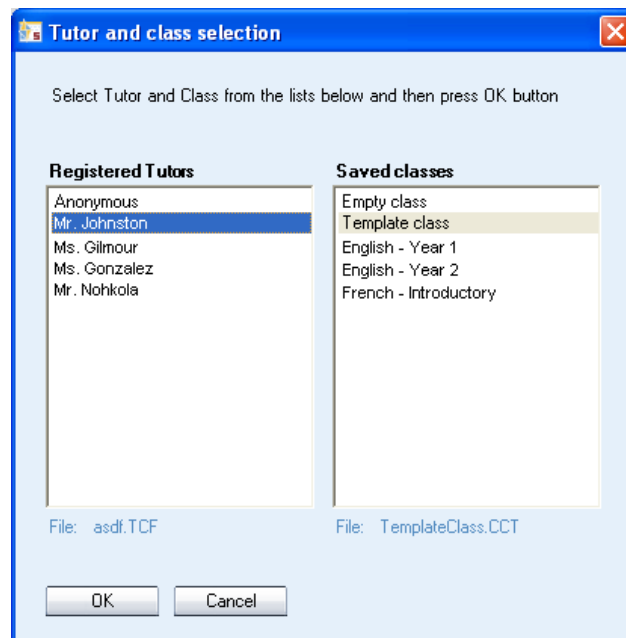 Tutor and class selection
Select Tutor and Class from the lists below and then press OK button
Registered Tutors
Anonymous
Mr. Johnston
Ms. Gilmour
Ms. Gonzalez
Mr. Nohkola
File: asdf.TCF
Saved classes
Empty class
Template class
English - Year 1
English - Year 2
French - Introductory
File: TemplateClass.CCT
OK
Cancel